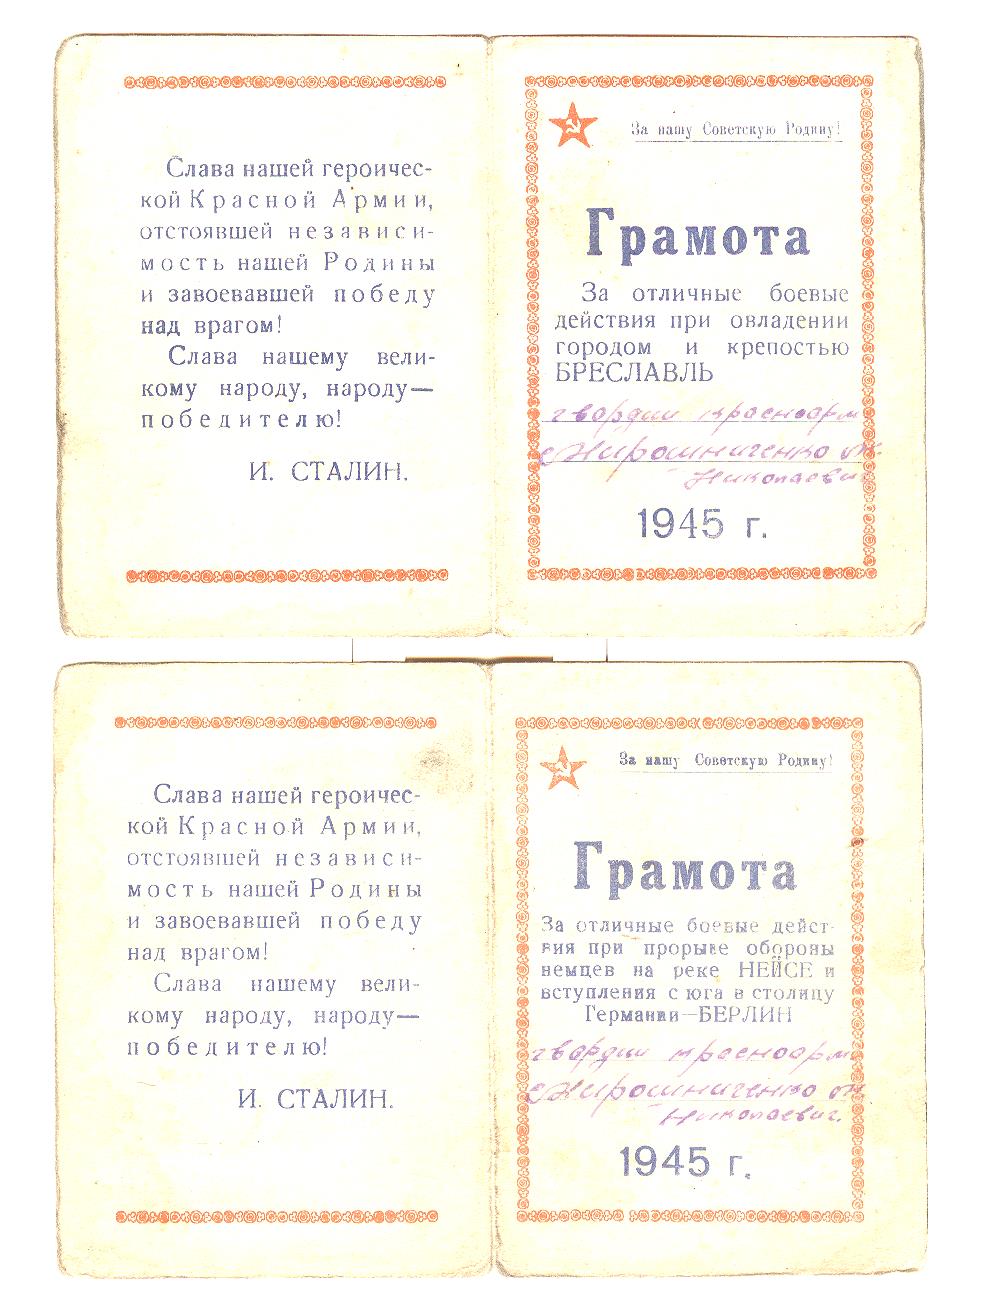 Слава нашей героичес-
кой Красной Армии,
отстоявшей независи-
мость нашей Родины
и завоевавшей победу
над врагом!
Слава нашему вели-
кому народу, народу—
победителю!
И. СТАЛИН.
За нашу Советскую Родину!
Грамота
За отличные боевые
действия при овладении
городом и крепостью
БРЕСЛАВЛЬ
гвардии красноарм
Мирошниченко
Николаевич
1945 г.
Слава нашей героичес-
кой Красной Армии,
отстоявшей независи-
мость нашей Родины
и завоевавшей победу
над врагом!
Слава нашему вели-
кому народу, народу—
победителю!
И. СТАЛИН.
За нашу Советскую Родину!
Грамота
За отличные боевые дейст-
вия при прорыве обороны
немцев на реке НЕЙСЕ и
вступления с юга в столицу
Германии—БЕРЛИН
гвардии красноарм
Мирошниченко
Николаевич.
1945 г.